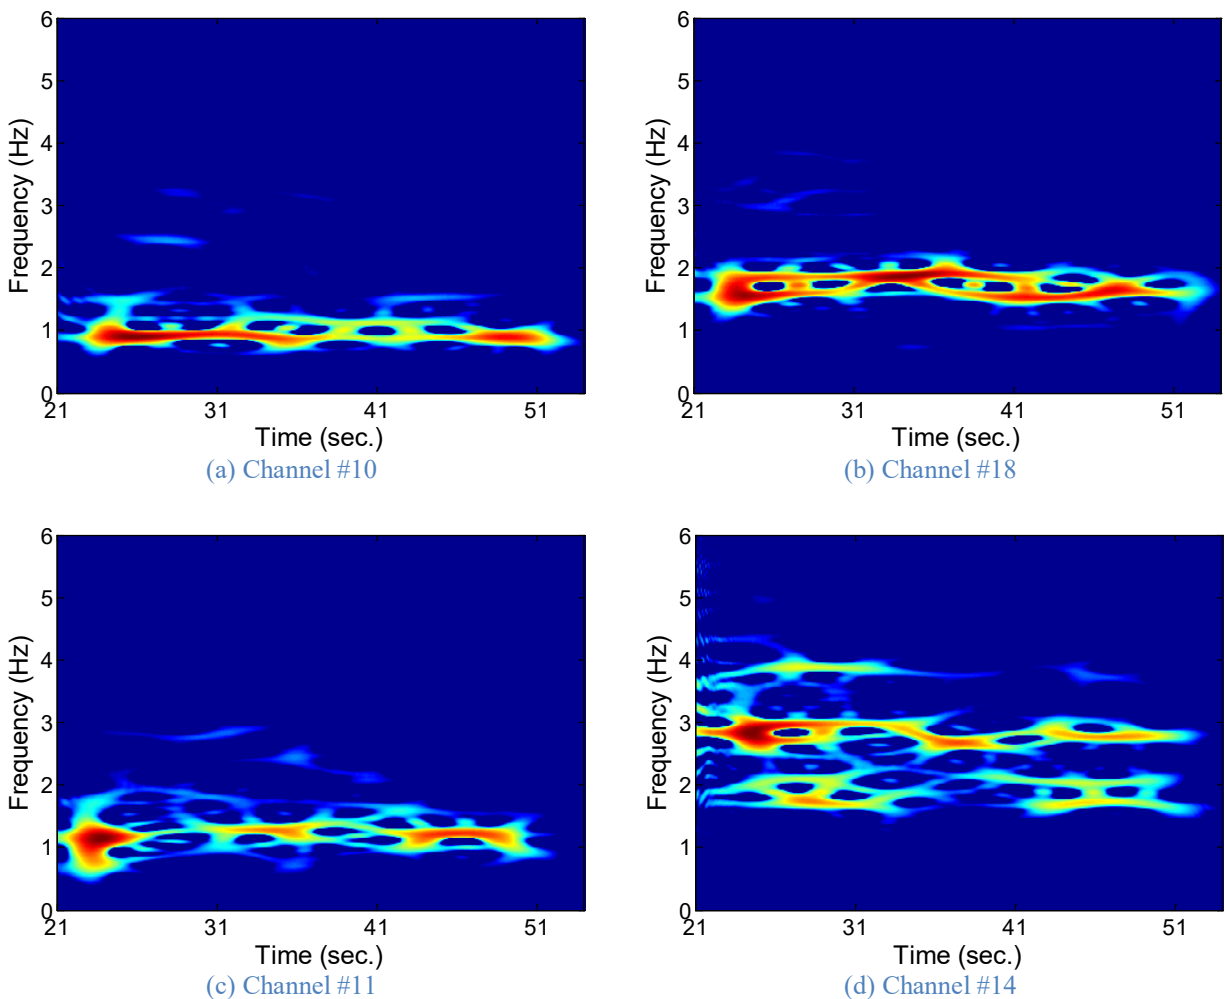 6
5
4
3
2
1
0
21 31 41 51
Frequency (Hz)
Time (sec.)
(a) Channel #10
6
5
4
3
2
1
0
21 31 41 51
Frequency (Hz)
Time (sec.)
(b) Channel #18
6
5
4
3
2
1
0
21 31 41 51
Frequency (Hz)
Time (sec.)
(c) Channel #11
6
5
4
3
2
1
0
21 31 41 51
Frequency (Hz)
Time (sec.)
(d) Channel #14